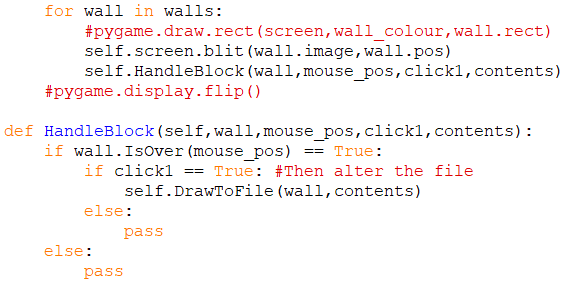 for wall in walls:
        #pygame.draw.rect(screen,wall_colour,wall.rect)
        self.screen.blit(wall.image,wall.pos)
        self.HandleBlock(wall,mouse_pos,click1,contents)
    #pygame.display.flip()

def HandleBlock(self,wall,mouse_pos,click1,contents):
    if wall.IsOver(mouse_pos) == True:
        if click1 == True: #Then alter the file
            self.DrawToFile(wall,contents)
        else:
            pass
    else:
        pass